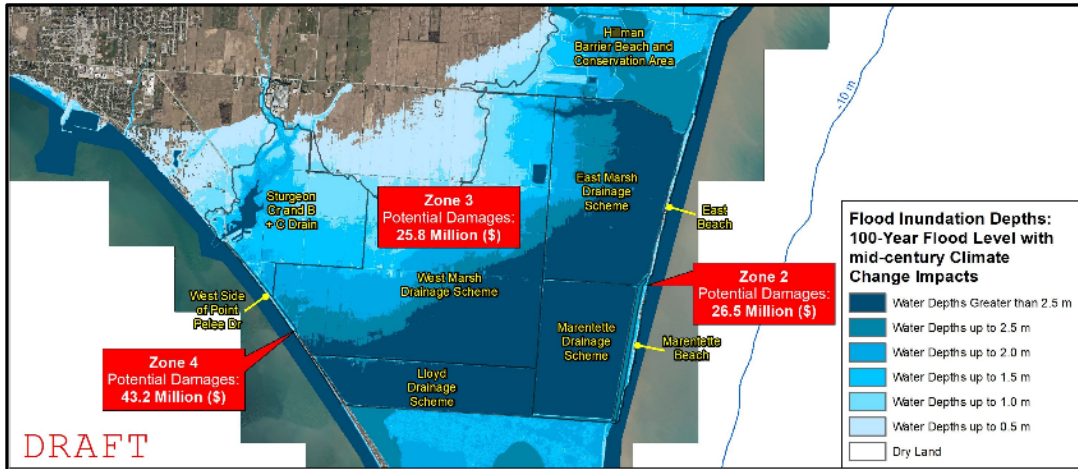 Hillman
Barrier Beach and
Conservation Area
~10 m
East Marsh
Drainage
Scheme
Zone 3
Potential Damages:
25.8 Million ($)
Sturgeon
Cr and B
+ C Drain
East
Beach
West Marsh
Drainage Scheme
Zone 2
Potential Damages:
26.5 Million ($)
West Side
of Point
Pelee Dr
Marentette
Drainage
Scheme
Marentette
Beach
Zone 4
Potential Damages:
43.2 Million ($)
Lloyd
Drainage
Scheme
DRAFT
Flood Inundation Depths:
100-Year Flood Level with
mid-century Climate
Change Impacts
Water Depths Greater than 2.5 m
Water Depths up to 2.5 m
Water Depths up to 2.0 m
Water Depths up to 1.5 m
Water Depths up to 1.0 m
Water Depths up to 0.5 m
Dry Land